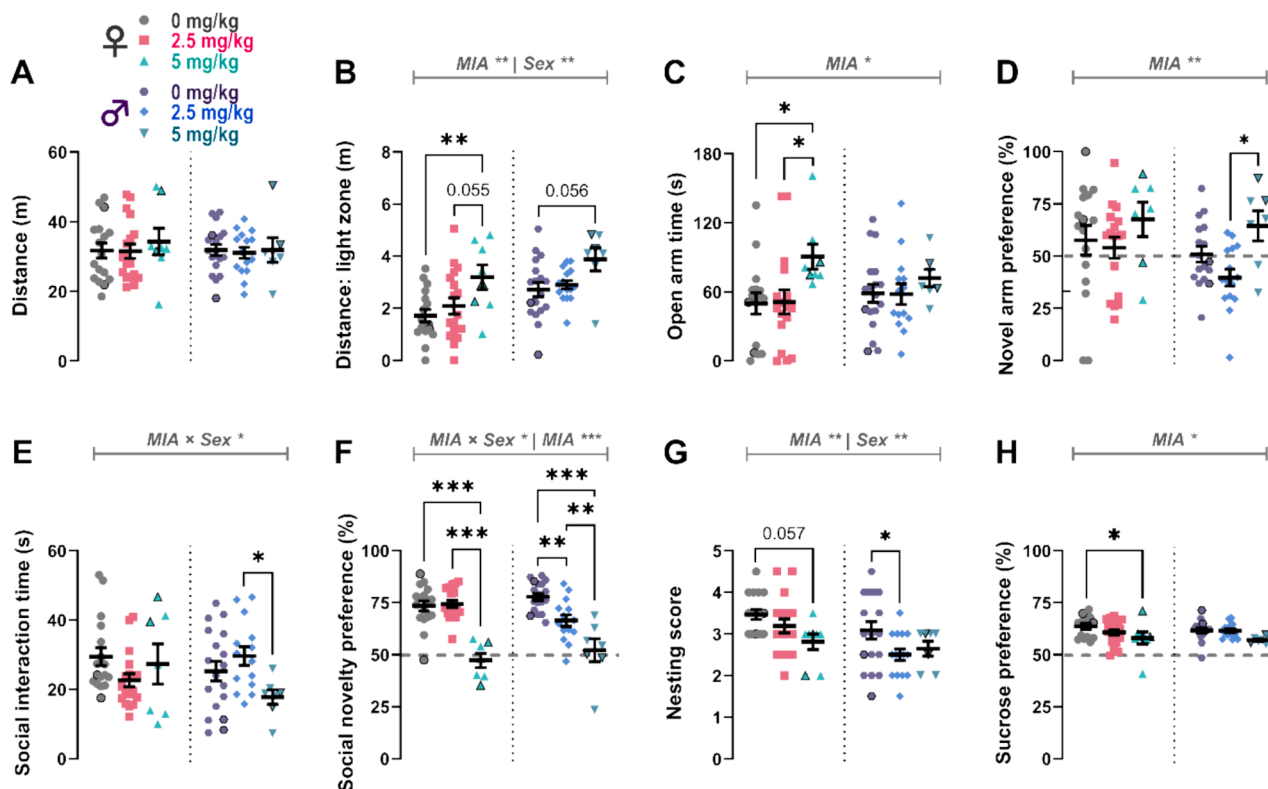 ♀
0 mg/kg
2.5 mg/kg
5 mg/kg
♂
0 mg/kg
2.5 mg/kg
5 mg/kg
A
Distance (m)
60
40
20
0
B
MIA ** | Sex **
Distance: light zone (m)
8
6
4
2
0
**
0.055
0.056
C
MIA *
Open arm time (s)
180
120
60
0
*
*
D
MIA **
Novel arm preference (%)
100
75
50
25
0
*
E
MIA × Sex *
Social interaction time (s)
60
40
20
0
*
F
MIA × Sex * | MIA ***
Social novelty preference (%)
100
75
50
25
0
***
***
***
**
**
G
MIA ** | Sex **
Nesting score
5
4
3
2
1
0
0.057
*
H
MIA *
Sucrose preference (%)
100
75
50
25
0
*